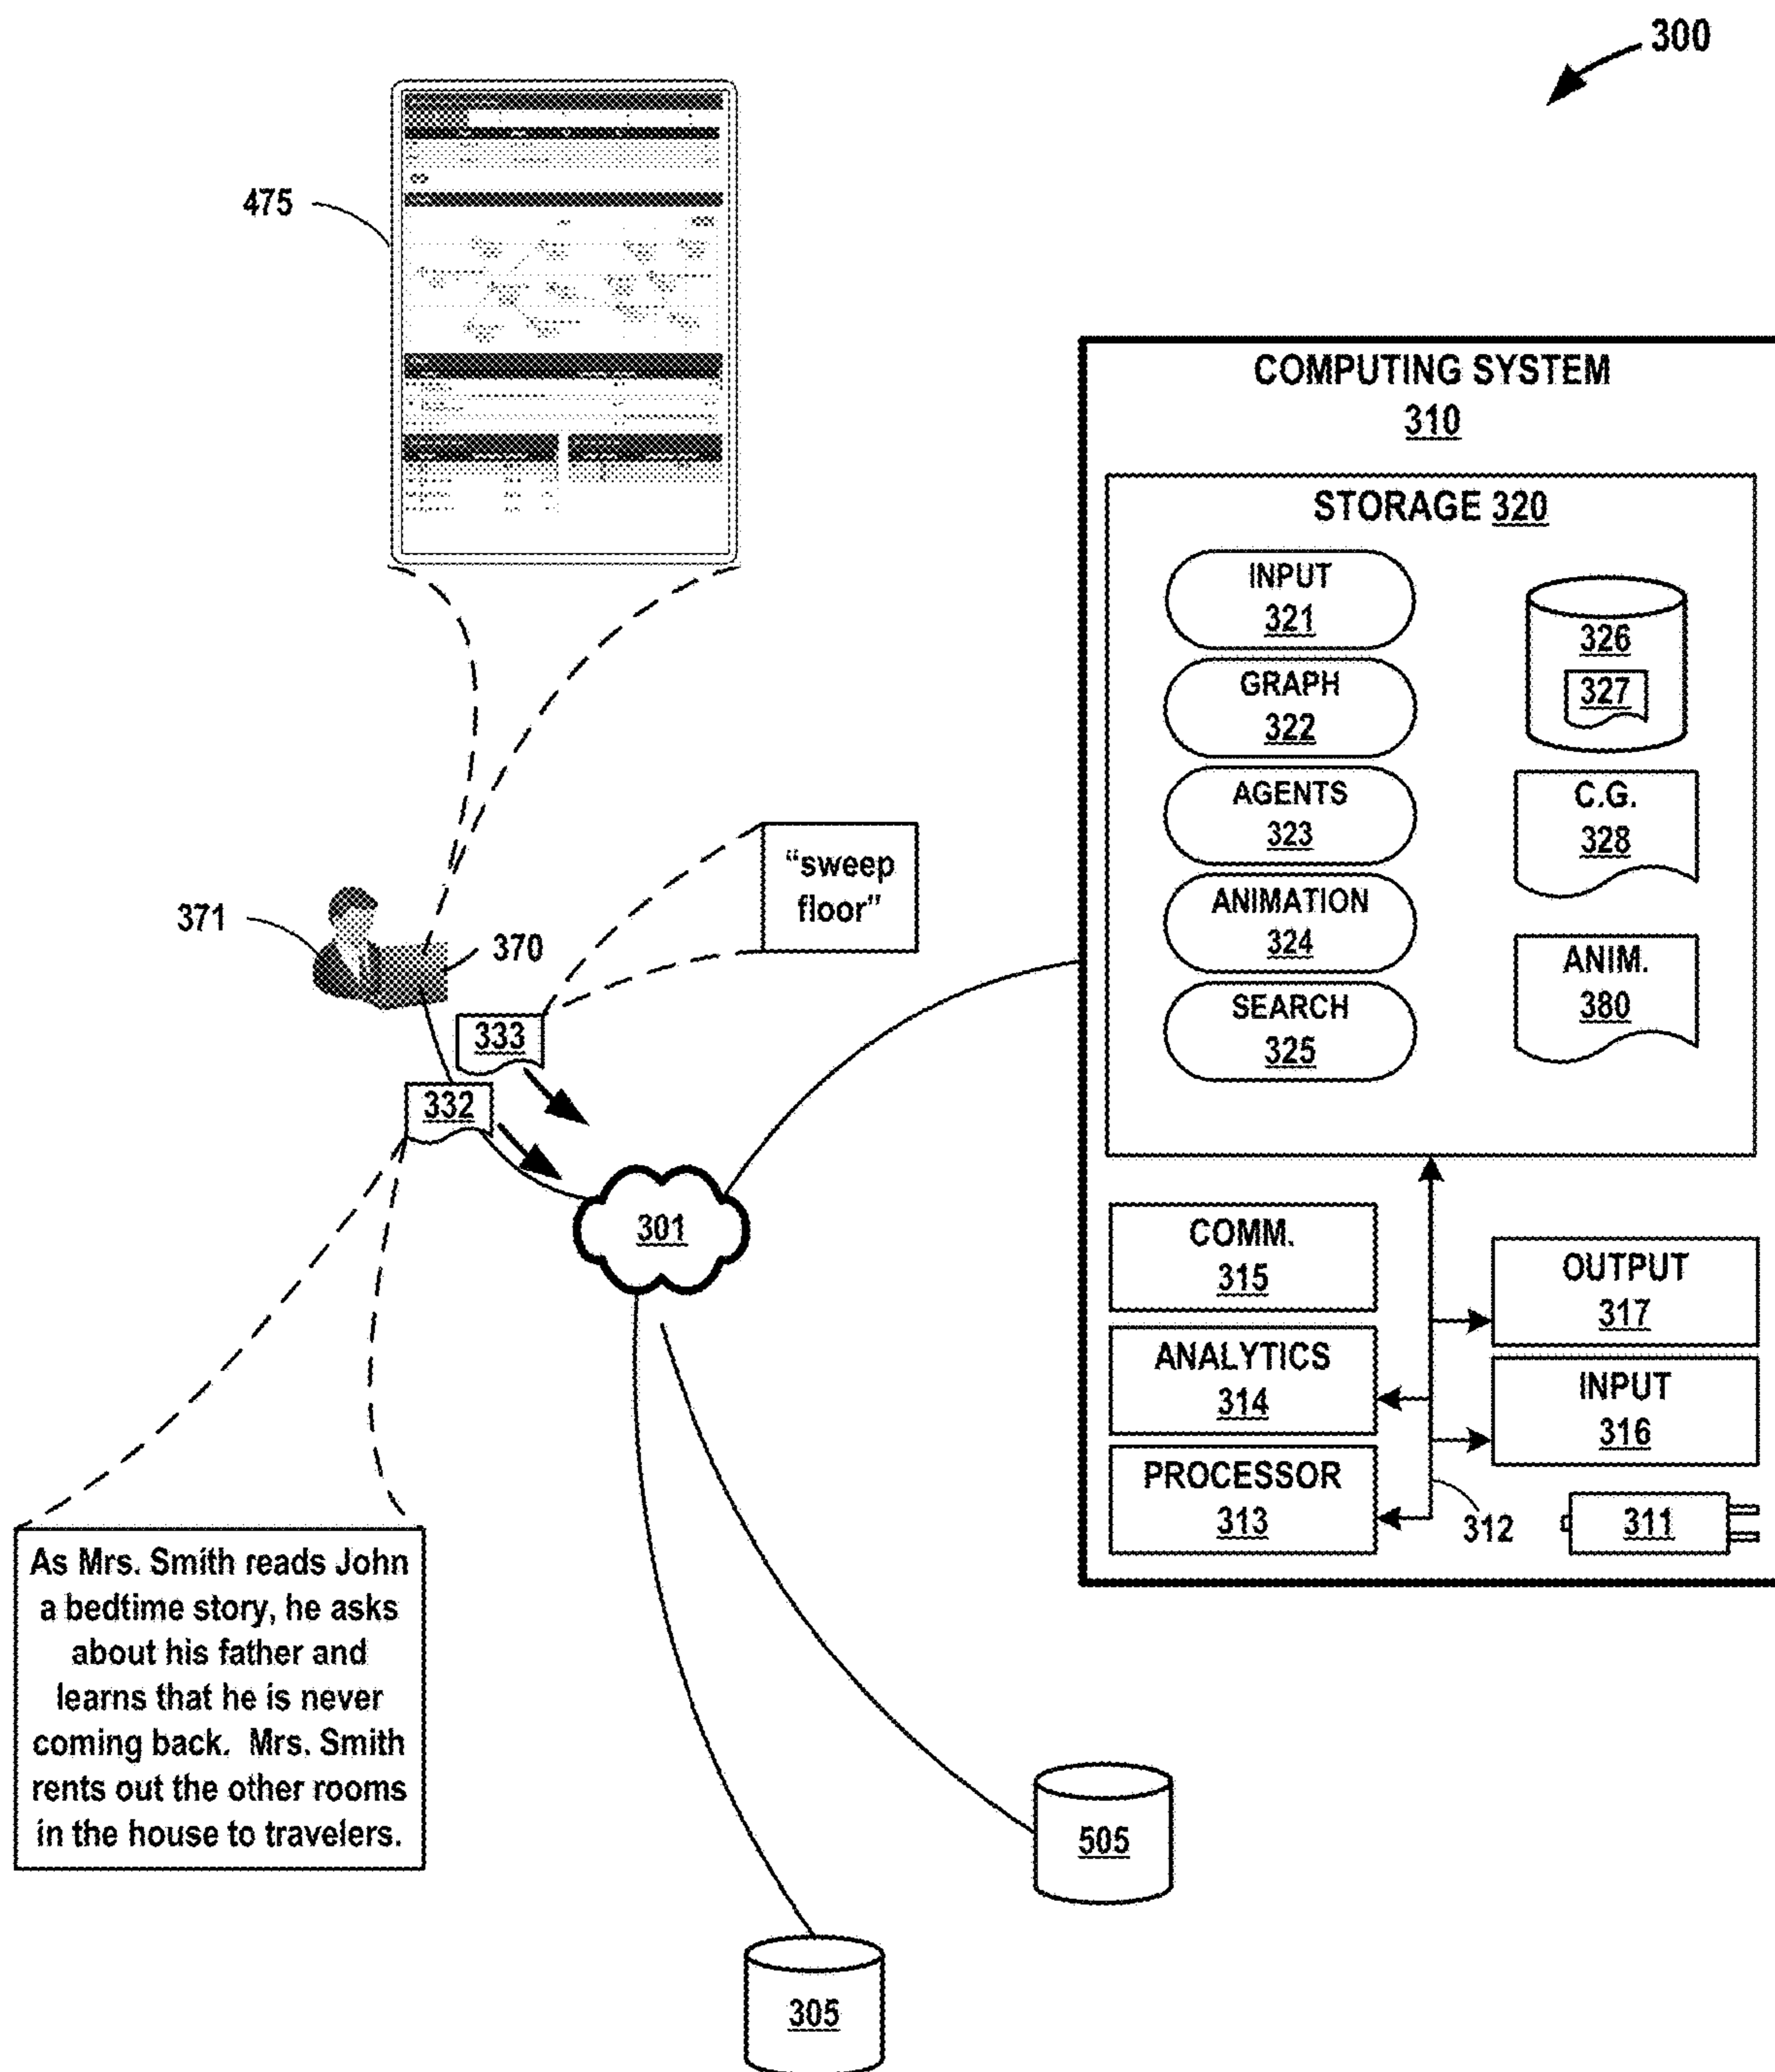 300
475
COMPUTING SYSTEM
310
STORAGE 320
INPUT
321
GRAPH
322
AGENTS
323
ANIMATION
324
SEARCH
325
326
327
C.G.
328
ANIM.
380
"sweep
floor"
371
370
333
332
301
COMM.
315
ANALYTICS
314
PROCESSOR
313
OUTPUT
317
INPUT
316
312
311
As Mrs. Smith reads John
a bedtime story, he asks
about his father and
learns that he is never
coming back. Mrs. Smith
rents out the other rooms
in the house to travelers.
505
305